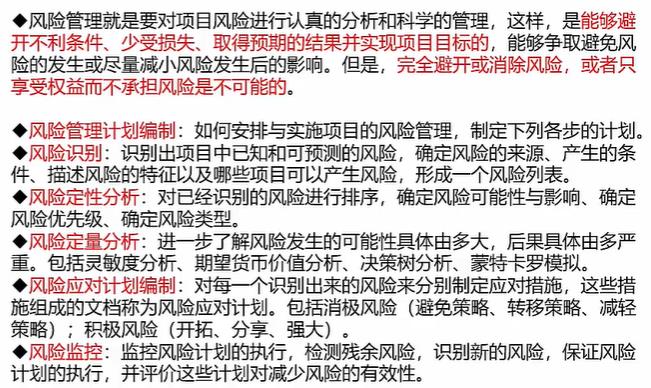 ◆风险管理就是要对项目风险进行认真的分析和科学的管理，这样，是能够避
开不利条件、少受损失、取得预期的结果并实现项目目标的，能够争取避免风
险的发生或尽量减小风险发生后的影响。但是，完全避开或消除风险，或者只
享受权益而不承担风险是不可能的。
◆风险管理计划编制：如何安排与实施项目的风险管理，制定下列各步的计划。
◆风险识别：识别出项目中已知和可预测的风险，确定风险的来源、产生的条
件、描述风险的特征以及哪些项目可以产生风险，形成一个风险列表。
◆风险定性分析：对已经识别的风险进行排序，确定风险可能性与影响、确定
风险优先级、确定风险类型。
◆风险定量分析：进一步了解风险发生的可能性具体由多大，后果具体由多严
重。包括灵敏度分析、期望货币价值分析、决策树分析、蒙特卡罗模拟。
◆风险应对计划编制：对每一个识别出来的风险来分别制定应对措施，这些措
施组成的文档称为风险应对计划。包括消极风险（避免策略、转移策略、减轻
策略）；积极风险（开拓、分享、强大）。
◆风险监控：监控风险计划的执行，检测残余风险，识别新的风险，保证风险
计划的执行，并评价这些计划对减少风险的有效性。